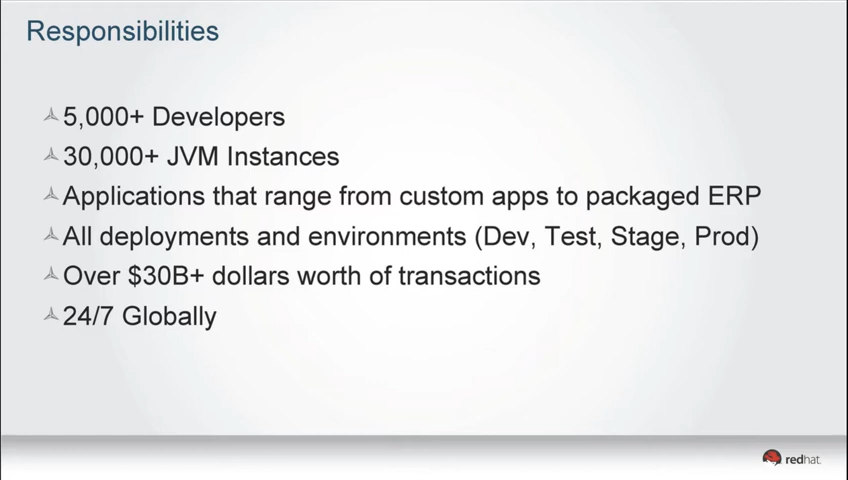 Responsibilities
5,000+ Developers
30,000+ JVM Instances
Applications that range from custom apps to packaged ERP
All deployments and environments (Dev, Test, Stage, Prod)
Over $30B+ dollars worth of transactions
24/7 Globally
redhat.